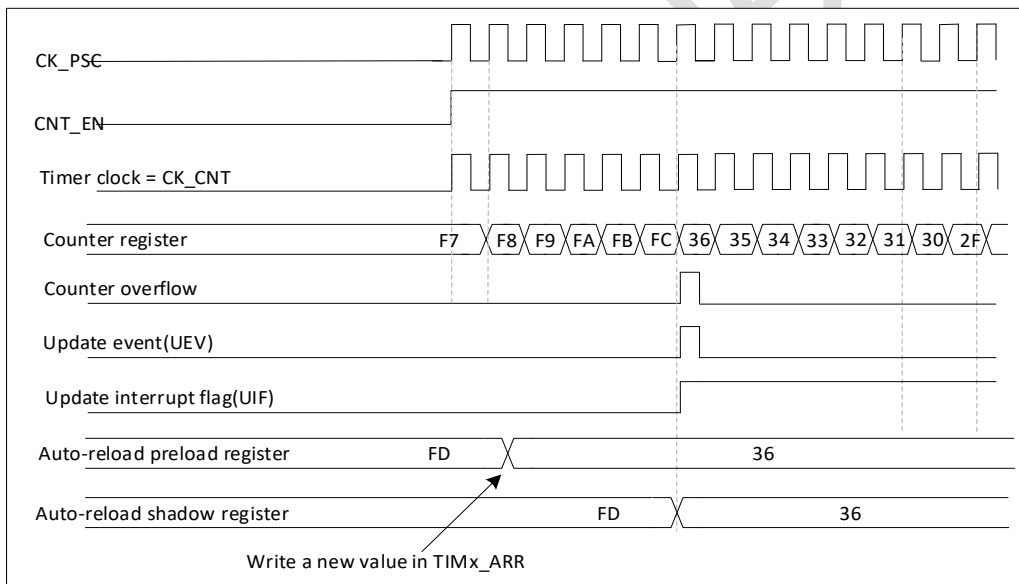 CK_PSC
CNT_EN
Timer clock = CK_CNT
Counter register F7 F8 F9 FA FB FC 36 35 34 33 32 31 30 2F
Counter overflow
Update event(UEV)
Update interrupt flag(UIF)
Auto-reload preload register FD 36
Auto-reload shadow register FD 36
Write a new value in TIMx_ARR